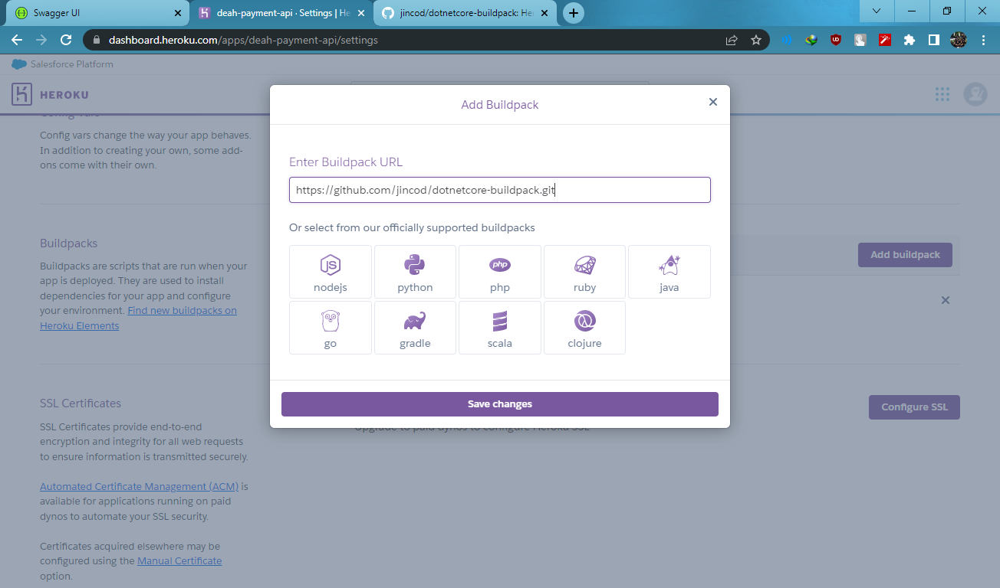 Swagger UI
deah-payment-api · Settings | He
jincod/dotnetcore-buildpack: Her
dashboard.heroku.com/apps/deah-payment-api/settings
Salesforce Platform
HEROKU
Add Buildpack
Config vars change the way your app behaves.
In addition to creating your own, some add-
ons come with their own.
Enter Buildpack URL
https://github.com/jincod/dotnetcore-buildpack.git
Or select from our officially supported buildpacks
nodejs
python
php
ruby
java
go
gradle
scala
clojure
Save changes
Buildpacks
Buildpacks are scripts that are run when your
app is deployed. They are used to install
dependencies for your app and configure
your environment. Find new buildpacks on
Heroku Elements
Add buildpack
SSL Certificates
SSL Certificates provide end-to-end
encryption and integrity for all web requests
to ensure information is transmitted securely.
Automated Certificate Management (ACM) is
available for applications running on paid
dynos to automate your SSL security.
Certificates acquired elsewhere may be
configured using the Manual Certificate
option.
Upgrade to paid dynos to configure Heroku SSL
Configure SSL